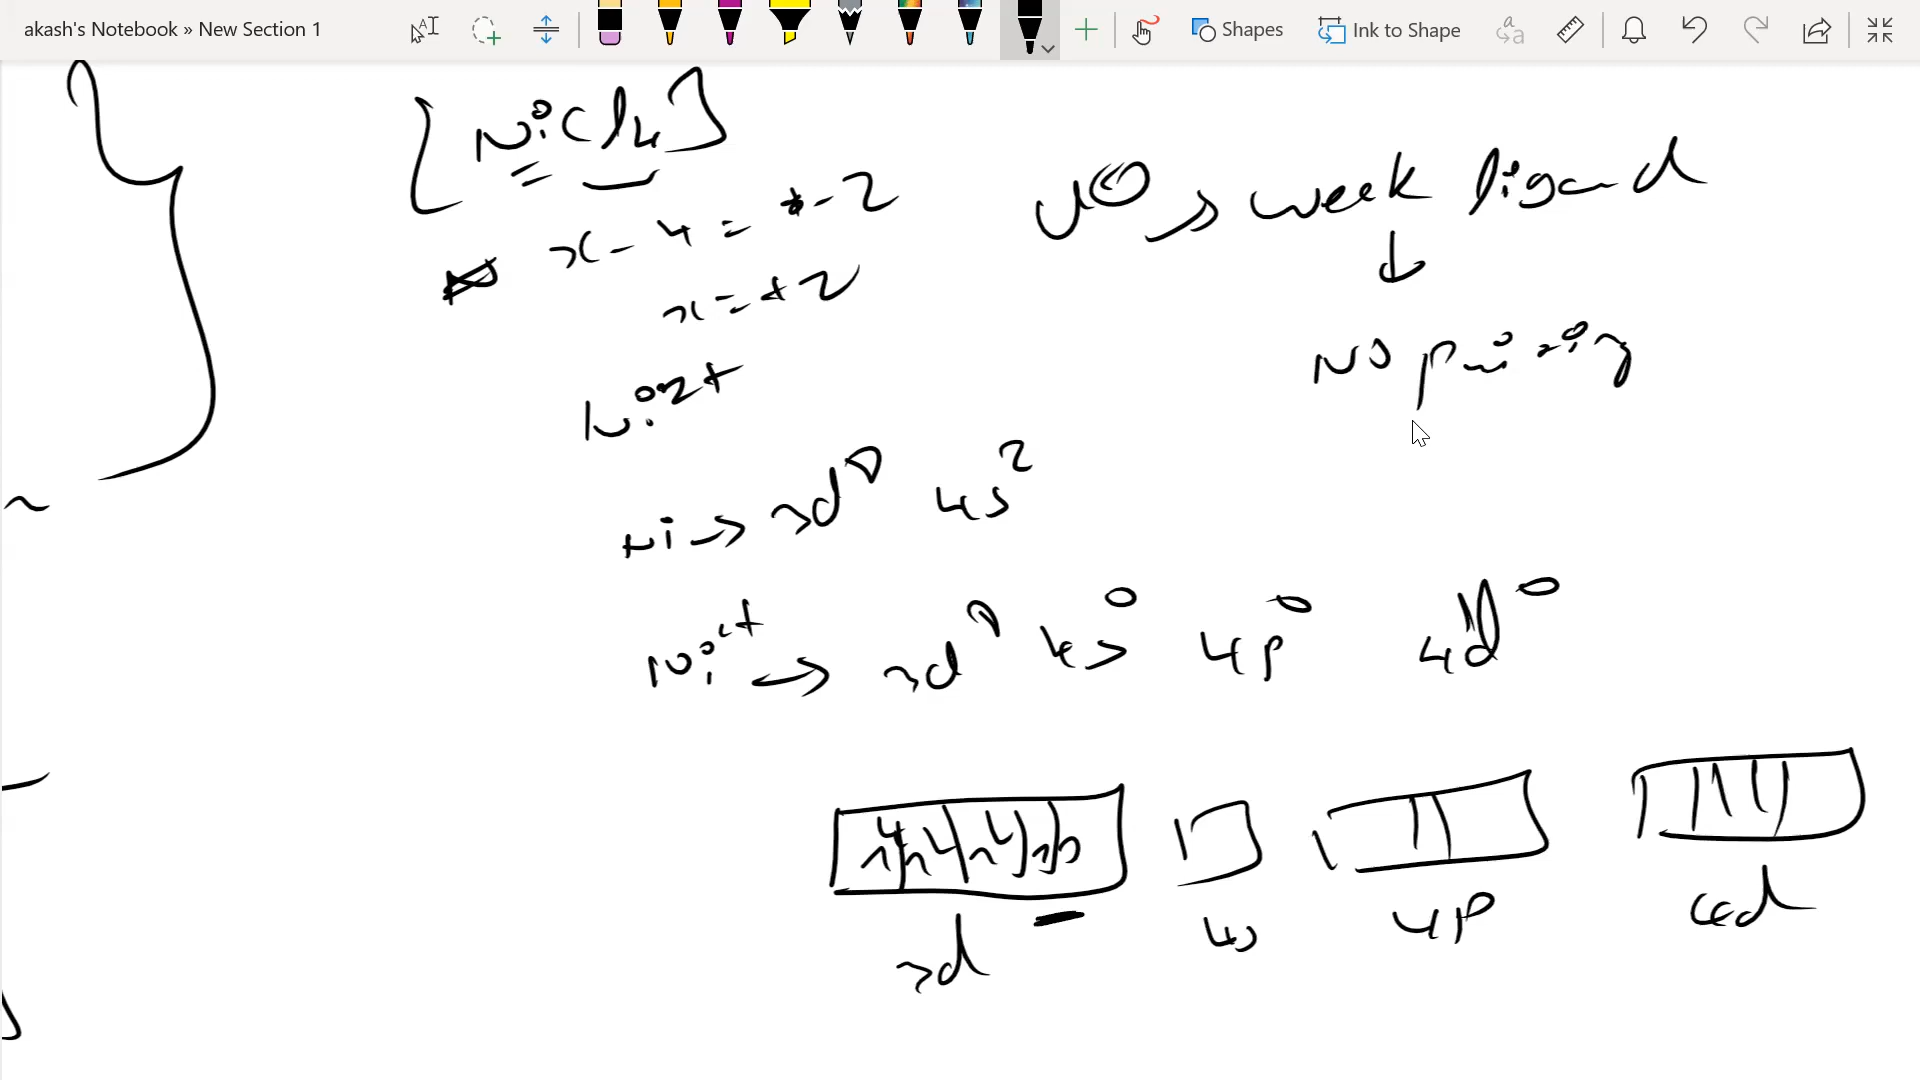 akash's Notebook » New Section 1
Shapes
Ink to Shape
[NiCl4]
x - 4 = -2
x = +2
Ni2+
Ni → 3d8 4s2
Ni2+ → 3d8 4s0 4p0 4d0
week ligand
↓
No pairing
3d 4s 4p 4d